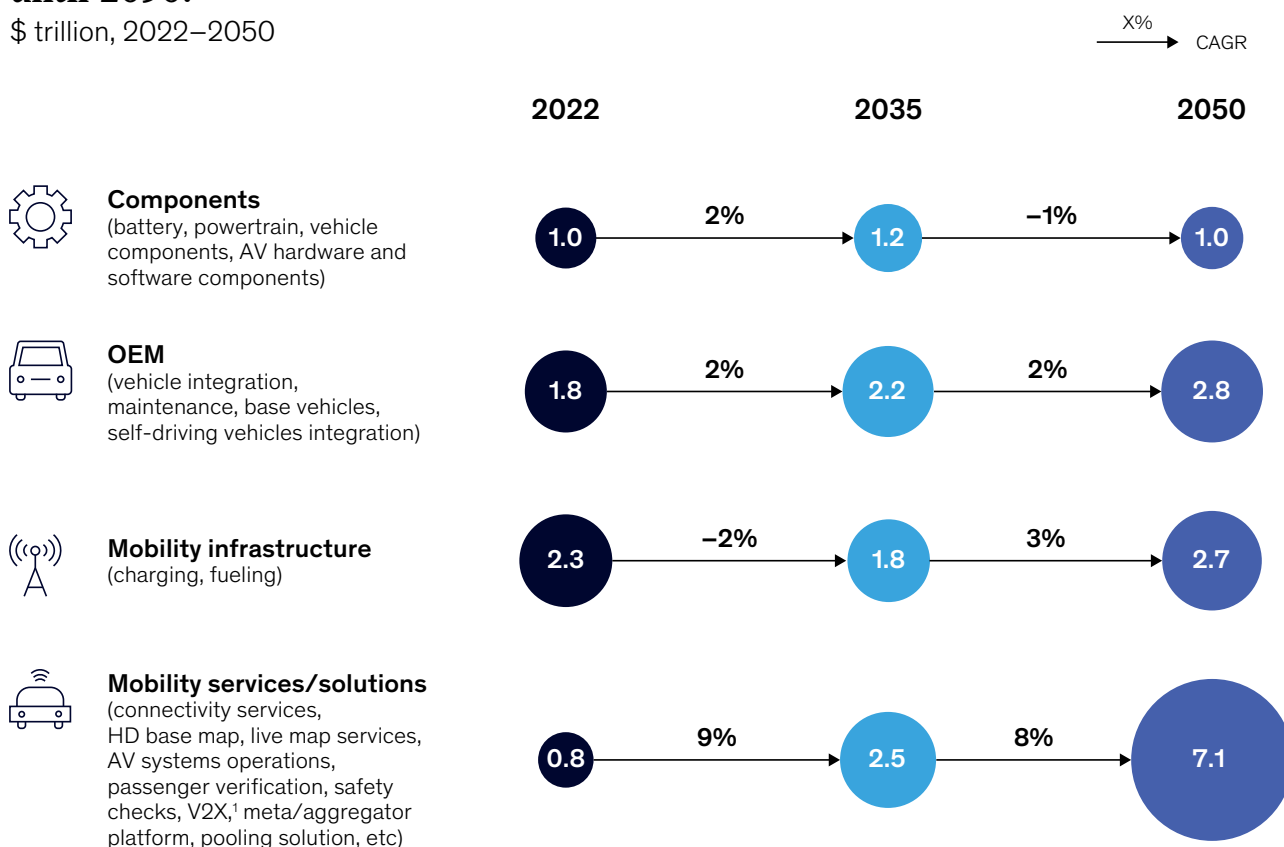 $ trillion, 2022–2050
X%
CAGR
2022 2035 2050
Components
(battery, powertrain, vehicle
components, AV hardware and
software components)
1.0 2% 1.2 –1% 1.0
OEM
(vehicle integration,
maintenance, base vehicles,
self-driving vehicles integration)
1.8 2% 2.2 2% 2.8
Mobility infrastructure
(charging, fueling)
2.3 –2% 1.8 3% 2.7
Mobility services/solutions
(connectivity services,
HD base map, live map services,
AV systems operations,
passenger verification, safety
checks, V2X,¹ meta/aggregator
platform, pooling solution, etc)
0.8 9% 2.5 8% 7.1